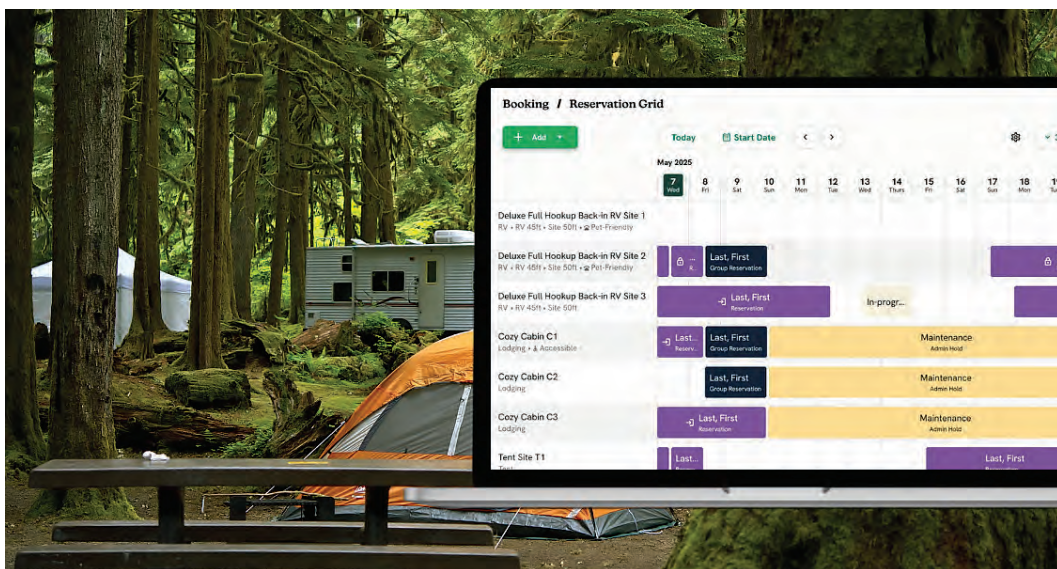 Booking / Reservation Grid
+ Add
Today Start Date < >
May 2025
7 8 9 10 11 12 13 14 15 16 17 18
Wed Fri Sat Sun Mon Tue Wed Thurs Fri Sat Sun Mon
Deluxe Full Hookup Back-in RV Site 1
RV • RV 45ft • Site 50ft • Pet-Friendly
Deluxe Full Hookup Back-in RV Site 2
RV • RV 45ft • Site 50ft • Pet-Friendly
... Last, First
R... Group Reservation
Deluxe Full Hookup Back-in RV Site 3
RV • RV 45ft • Site 60ft
Last, First In-progr...
Reservation
Cozy Cabin C1
Lodging • Accessible
Last... Last, First Maintenance
Reserv.. Group Reservation Admin Hold
Cozy Cabin C2
Lodging
Last, First Maintenance
Group Reservation Admin Hold
Cozy Cabin C3
Lodging
Last, First Maintenance
Reservation Admin Hold
Tent Site T1
Last... Last, First